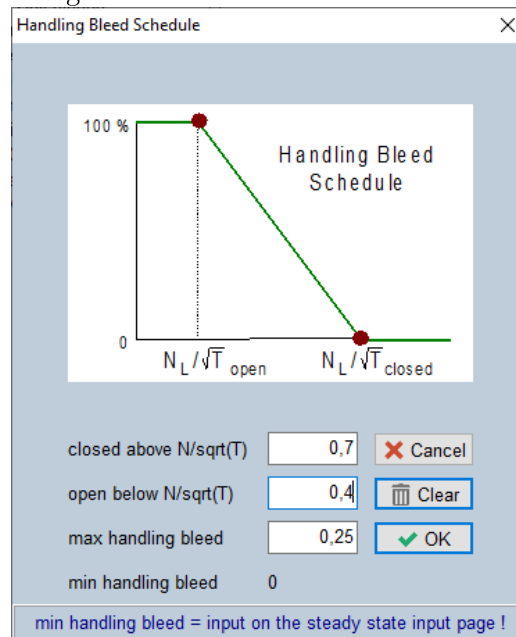 Handling Bleed Schedule
100 %
Handling Bleed
Schedule
0
N_L/√T open N_L/√T closed
closed above N/sqrt(T) 0,7 Cancel
open below N/sqrt(T) 0,4 Clear
max handling bleed 0,25 OK
min handling bleed 0
min handling bleed = input on the steady state input page !